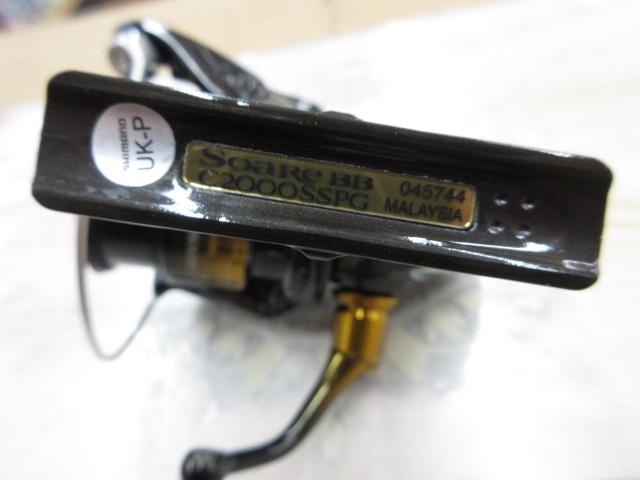 SHIMANO
UK-P
SOARE BB
C2000SSPG
045744
MALAYSIA